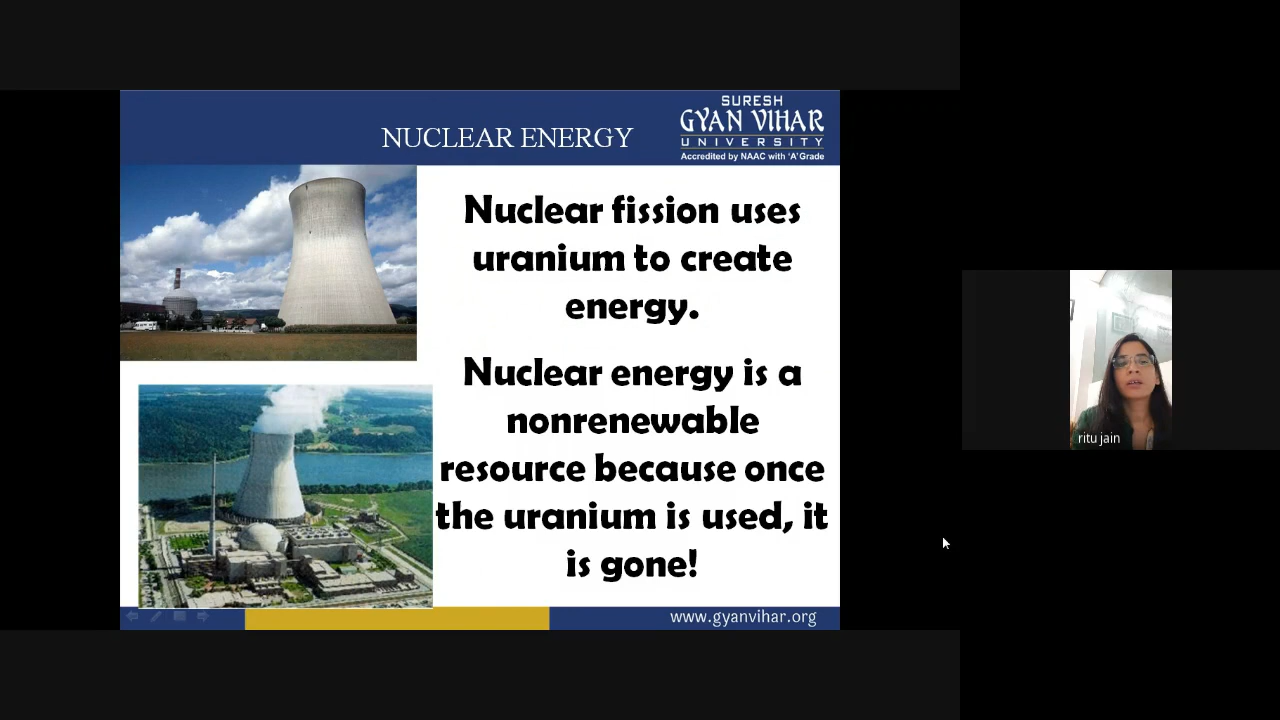 SURESH
GYAN VIHAR
UNIVERSITY
Accredited by NAAC with 'A' Grade
NUCLEAR ENERGY
Nuclear fission uses
uranium to create
energy.
Nuclear energy is a
nonrenewable
resource because once
the uranium is used, it
is gone!
www.gyanvihar.org
ritu jain